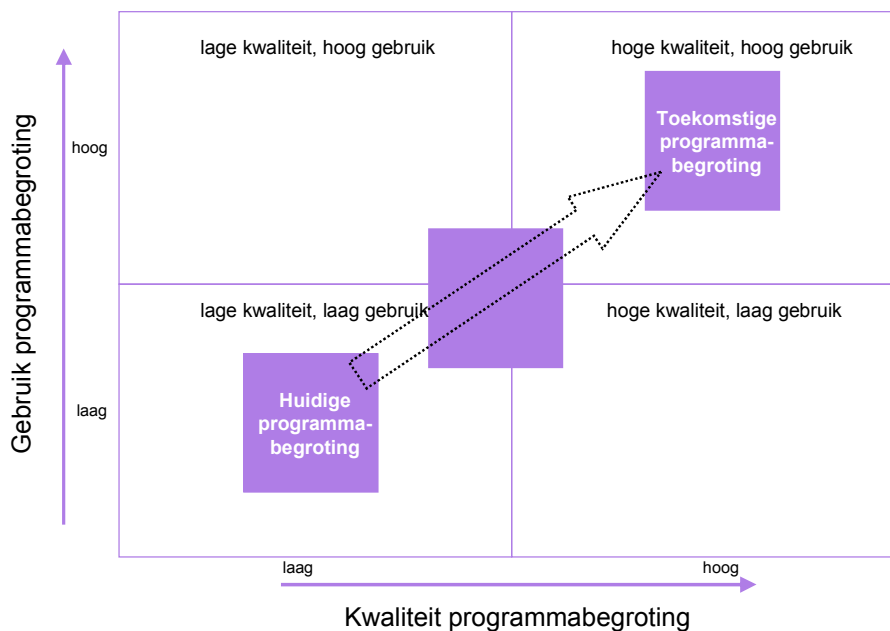 lage kwaliteit, hoog gebruik
hoge kwaliteit, hoog gebruik
Toekomstige
programma-
begroting
Gebruik programmabegroting
hoog
lage kwaliteit, laag gebruik
hoge kwaliteit, laag gebruik
Huidige
programma-
begroting
laag
laag
hoog
Kwaliteit programmabegroting